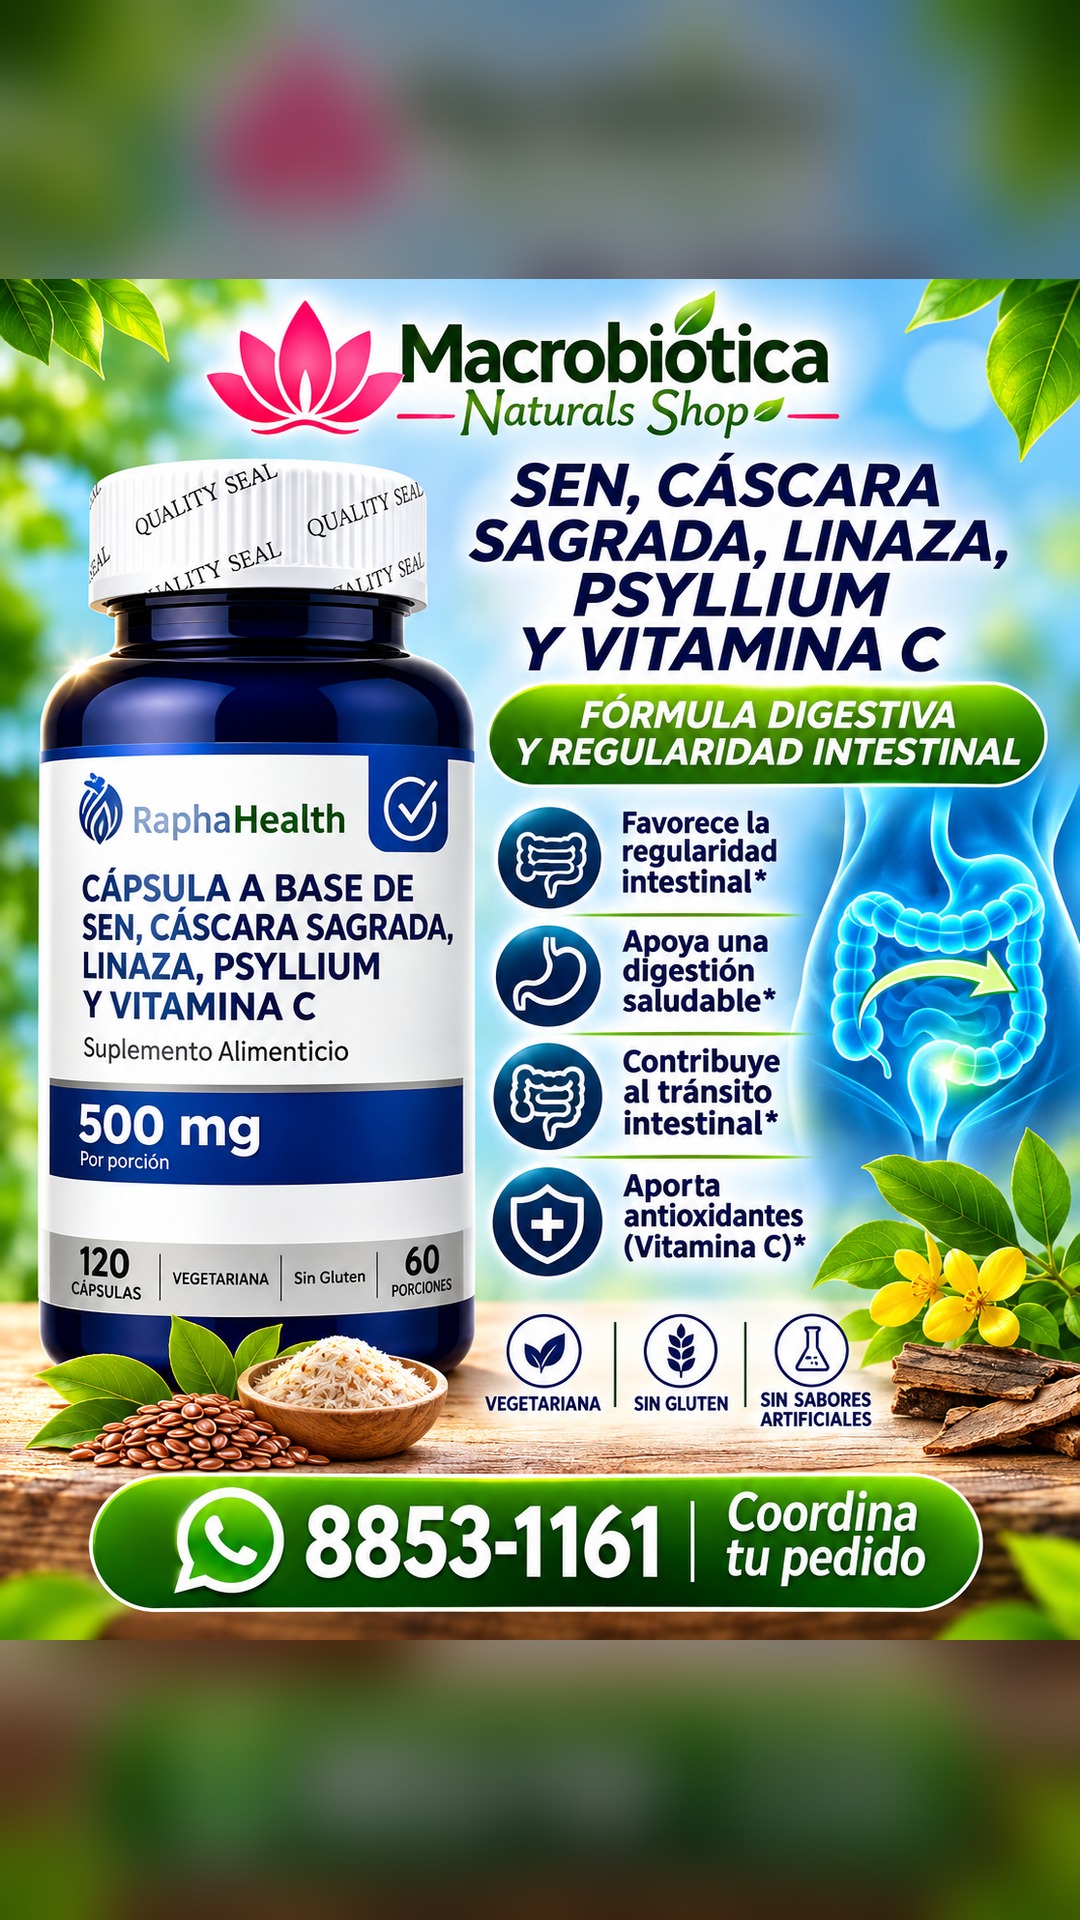 Macrobiótica
Naturals Shop
QUALITY SEAL
QUALITY SEAL
QUALITY SEAL
SEN, CÁSCARA
SAGRADA, LINAZA,
PSYLLIUM
Y VITAMINA C
FÓRMULA DIGESTIVA
Y REGULARIDAD INTESTINAL
RaphaHealth
CÁPSULA A BASE DE
SEN, CÁSCARA SAGRADA,
LINAZA, PSYLLIUM
Y VITAMINA C
Suplemento Alimenticio
500 mg
Por porción
120
CÁPSULAS
VEGETARIANA
Sin Gluten
60
PORCIONES
Favorece la
regularidad
intestinal*
Apoya una
digestión
saludable*
Contribuye
al tránsito
intestinal*
Aporta
antioxidantes
(Vitamina C)*
VEGETARIANA
SIN GLUTEN
SIN SABORES
ARTIFICIALES
8853-1161
Coordina
tu pedido